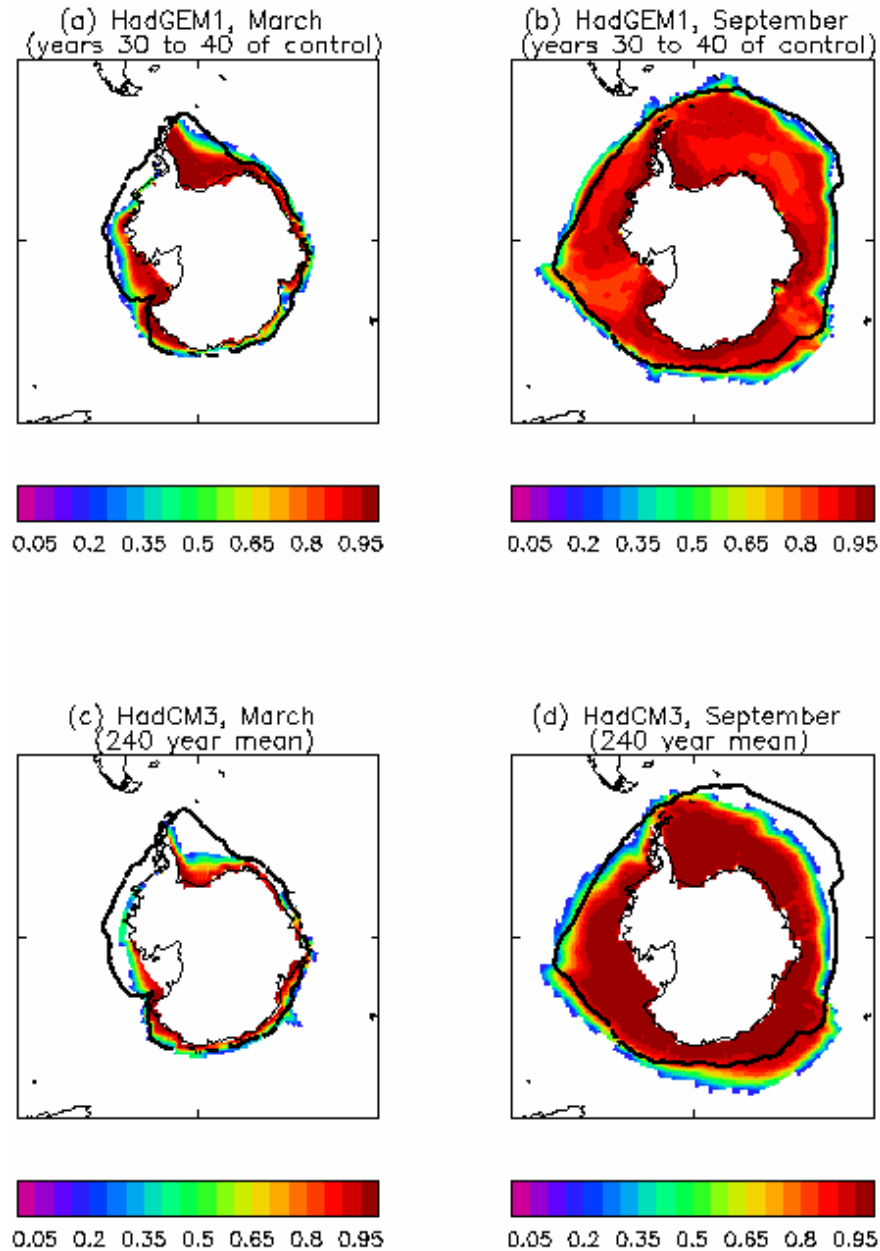 (a) HadGEM1, March
(years 30 to 40 of control)
(b) HadGEM1, September
(years 30 to 40 of control)
0.05 0.2 0.35 0.5 0.65 0.8 0.95
0.05 0.2 0.35 0.5 0.65 0.8 0.95
(c) HadCM3, March
(240 year mean)
(d) HadCM3, September
(240 year mean)
0.05 0.2 0.35 0.5 0.65 0.8 0.95
0.05 0.2 0.35 0.5 0.65 0.8 0.95